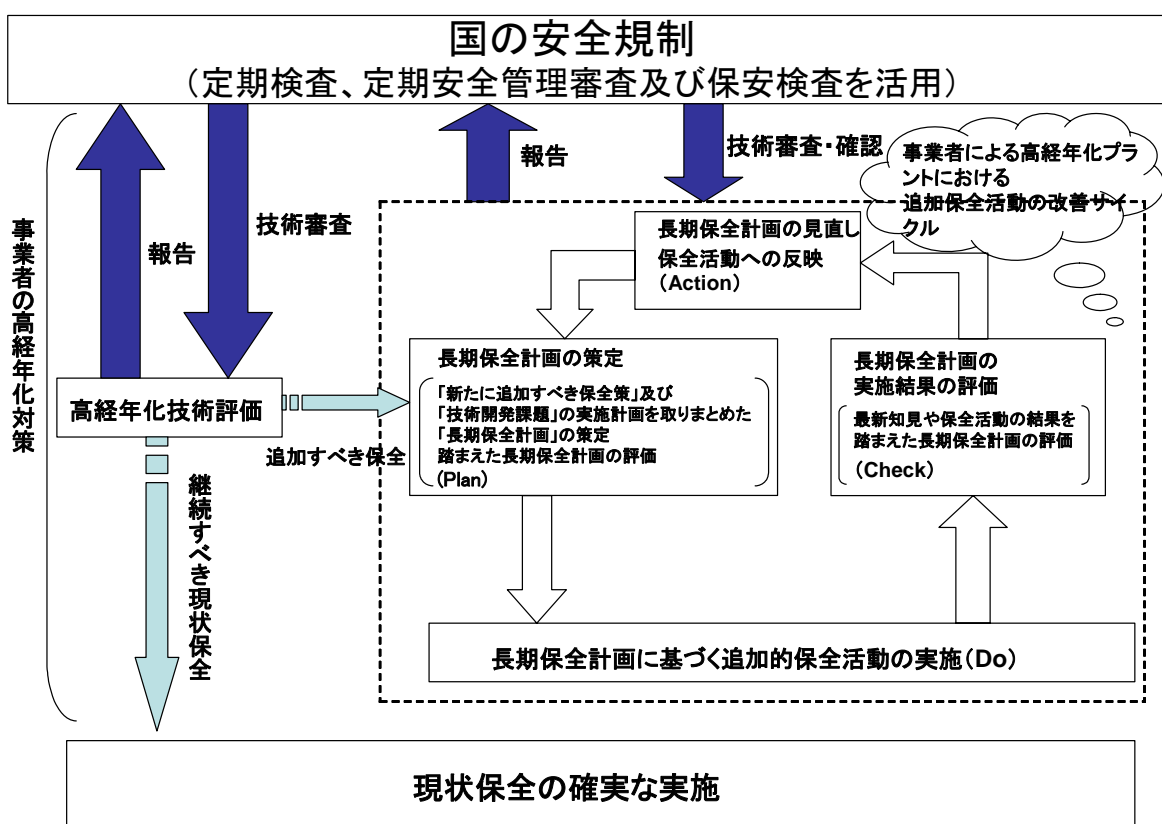 国の安全規制
（定期検査、定期安全管理審査及び保安検査を活用）
事業者の高経年化対策
報告
技術審査
報告
技術審査・確認
事業者による高経年化プラ
ントにおける
追加保全活動の改善サイ
クル
長期保全計画の見直し
保全活動への反映
（Action）
高経年化技術評価
追加すべき保全
継続すべき現状保全
長期保全計画の策定
「新たに追加すべき保全策」及び
「技術開発課題」の実施計画を取りまとめた
「長期保全計画」の策定
踏まえた長期保全計画の評価
(Plan)
長期保全計画の
実施結果の評価
最新知見や保全活動の結果を
踏まえた長期保全計画の評価
（Check）
長期保全計画に基づく追加的保全活動の実施（Do）
現状保全の確実な実施